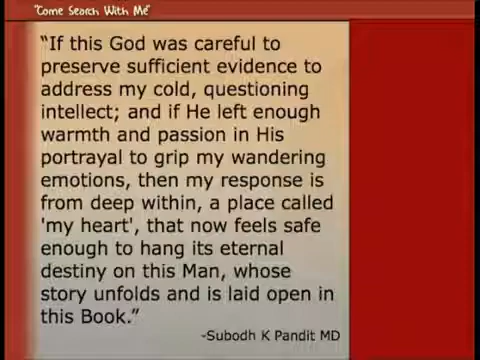 "Come Search With Me"
“If this God was careful to
preserve sufficient evidence to
address my cold, questioning
intellect; and if He left enough
warmth and passion in His
portrayal to grip my wandering
emotions, then my response is
from deep within, a place called
'my heart', that now feels safe
enough to hang its eternal
destiny on this Man, whose
story unfolds and is laid open in
this Book.”
-Subodh K Pandit MD